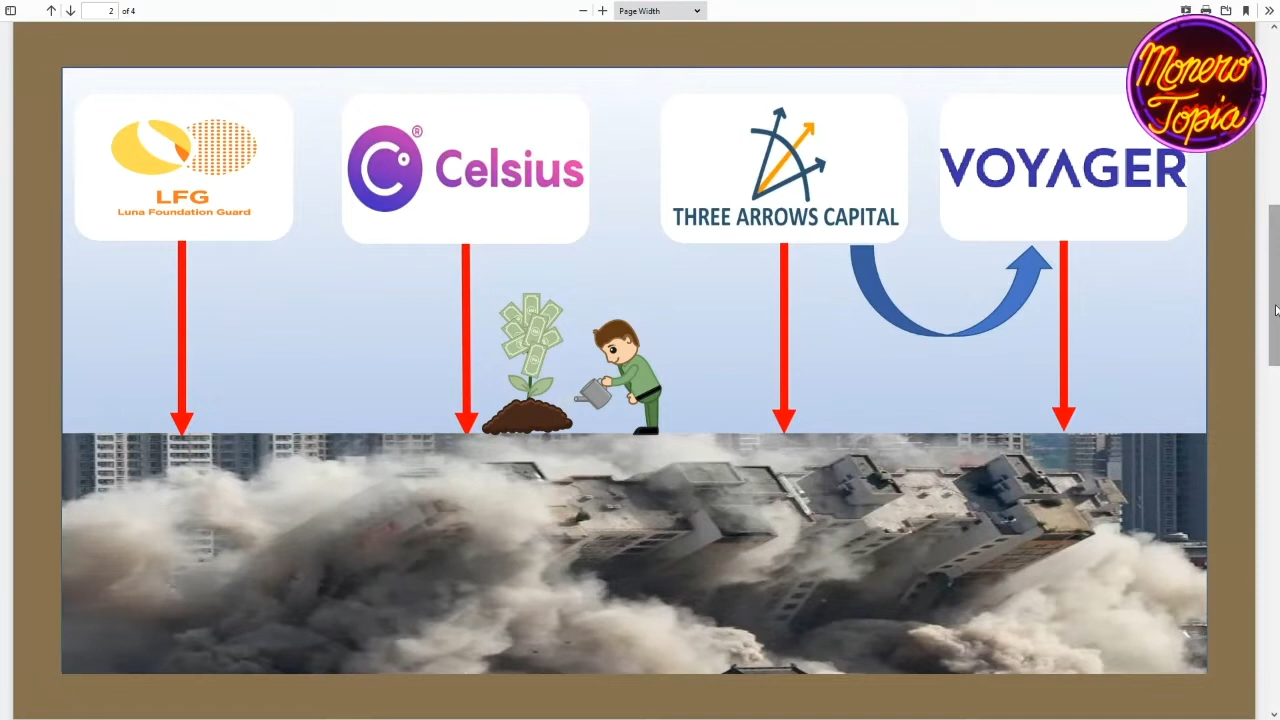 2 of 4
Page Width
Monero
Topia
LFG
Luna Foundation Guard
Celsius
THREE ARROWS CAPITAL
VOYAGER